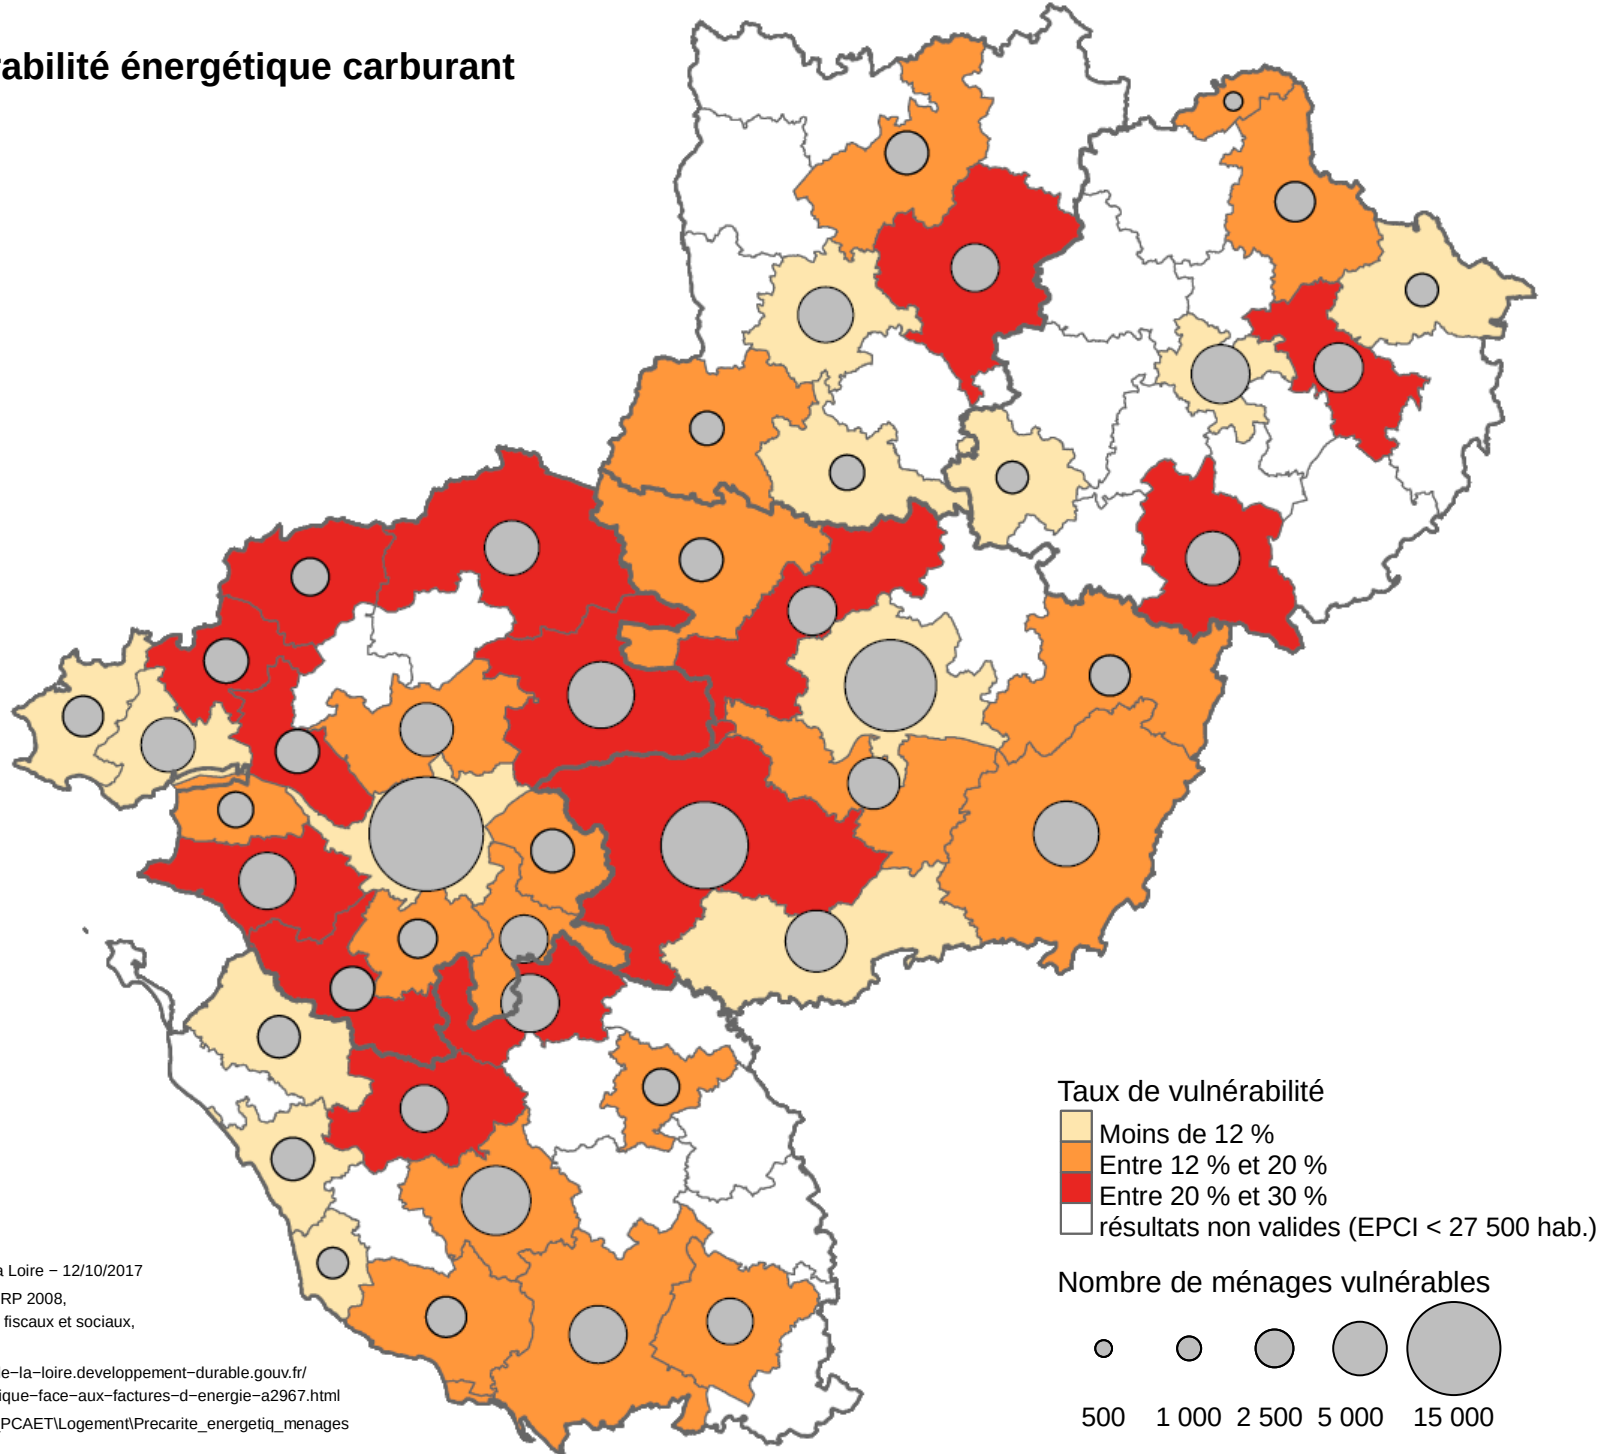 rabilité énergétique carburant
Taux de vulnérabilité
Moins de 12 %
Entre 12 % et 20 %
Entre 20 % et 30 %
résultats non valides (EPCI < 27 500 hab.)
Nombre de ménages vulnérables
500 1 000 2 500 5 000 15 000
a Loire − 12/10/2017
RP 2008,
fiscaux et sociaux,
le−la−loire.developpement−durable.gouv.fr/
ique−face−aux−factures−d−energie−a2967.html
PCAET\Logement\Precarite_energetiq_menages